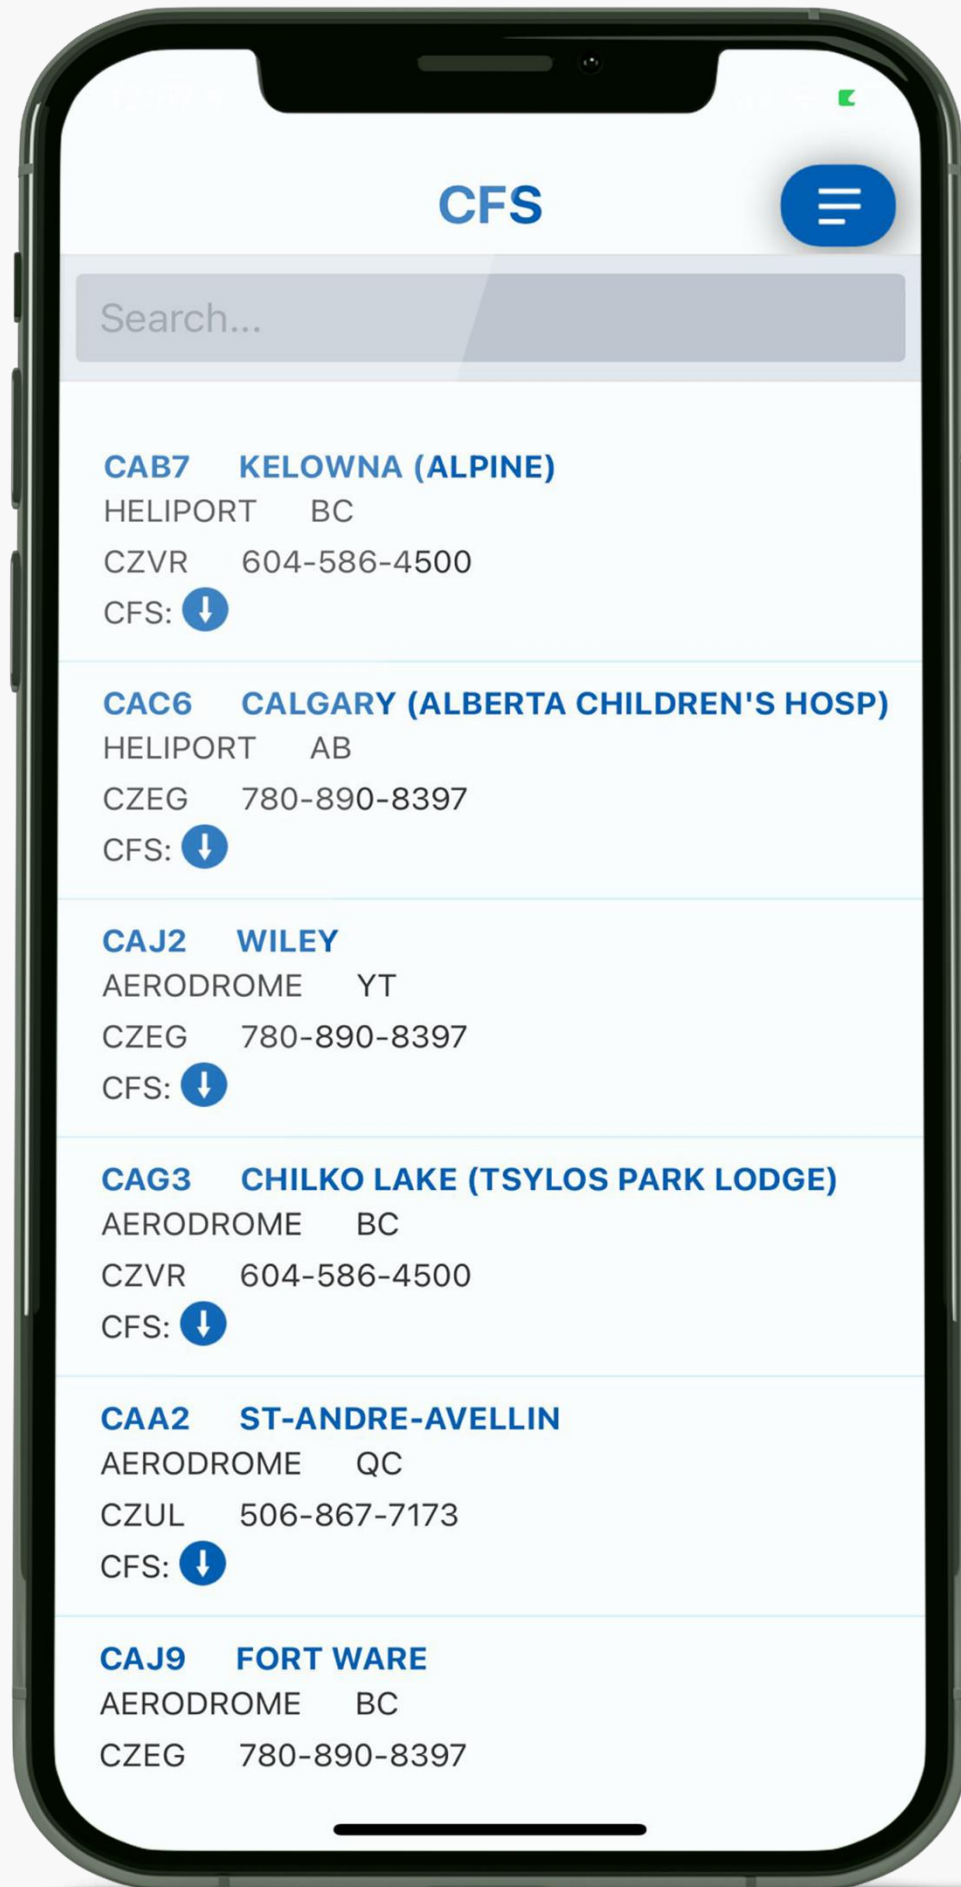 CFS
Search...
CAB7 KELOWNA (ALPINE)
HELIPORT BC
CZVR 604-586-4500
CFS:
CAC6 CALGARY (ALBERTA CHILDREN'S HOSP)
HELIPORT AB
CZEG 780-890-8397
CFS:
CAJ2 WILEY
AERODROME YT
CZEG 780-890-8397
CFS:
CAG3 CHILKO LAKE (TSYLOS PARK LODGE)
AERODROME BC
CZVR 604-586-4500
CFS:
CAA2 ST-ANDRE-AVELLIN
AERODROME QC
CZUL 506-867-7173
CFS:
CAJ9 FORT WARE
AERODROME BC
CZEG 780-890-8397